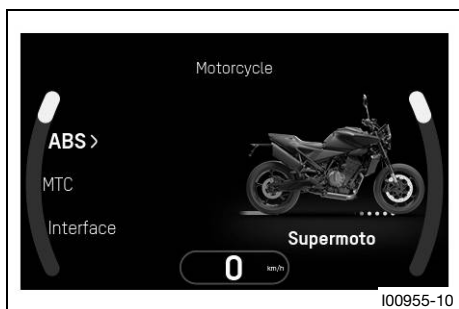 Motorcycle
ABS >
MTC
Interface
Supermoto
0 km/h
I00955-10